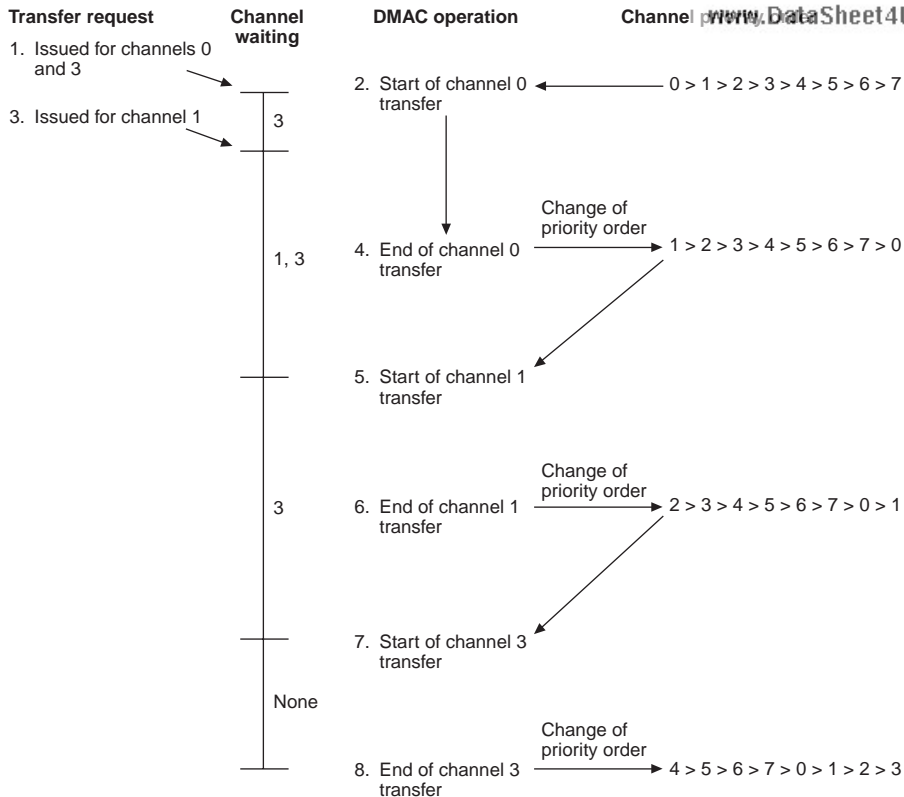 Transfer request
Channel
waiting
DMAC operation
Channel priority order
www.DataSheet4U
1. Issued for channels 0
and 3
2. Start of channel 0
transfer
0 > 1 > 2 > 3 > 4 > 5 > 6 > 7
3. Issued for channel 1
3
Change of
priority order
1, 3
4. End of channel 0
transfer
1 > 2 > 3 > 4 > 5 > 6 > 7 > 0
5. Start of channel 1
transfer
Change of
priority order
3
6. End of channel 1
transfer
2 > 3 > 4 > 5 > 6 > 7 > 0 > 1
7. Start of channel 3
transfer
None
Change of
priority order
8. End of channel 3
transfer
4 > 5 > 6 > 7 > 0 > 1 > 2 > 3